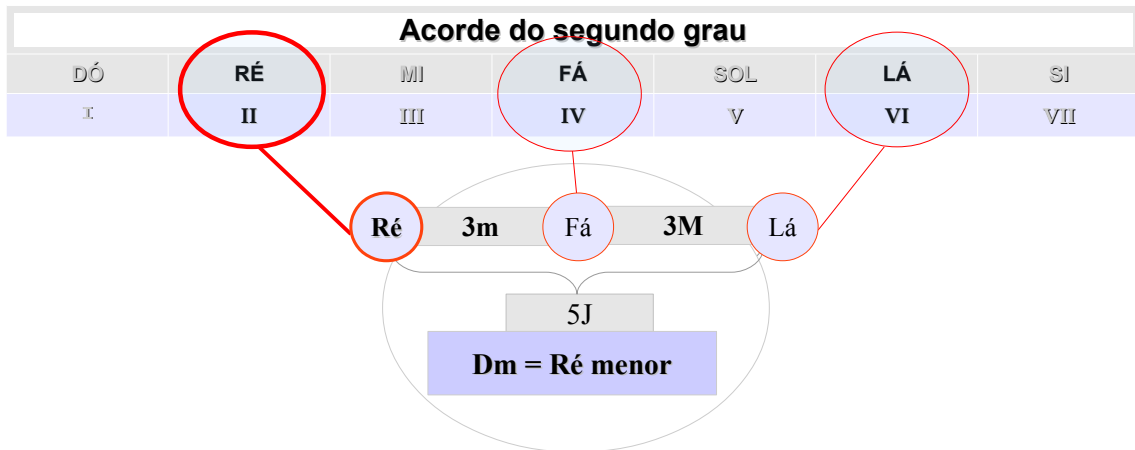 Acorde do segundo grau
DÓ RÉ MI FÁ SOL LÁ SI
I II III IV V VI VII
Ré 3m Fá 3M Lá
5J
Dm = Ré menor